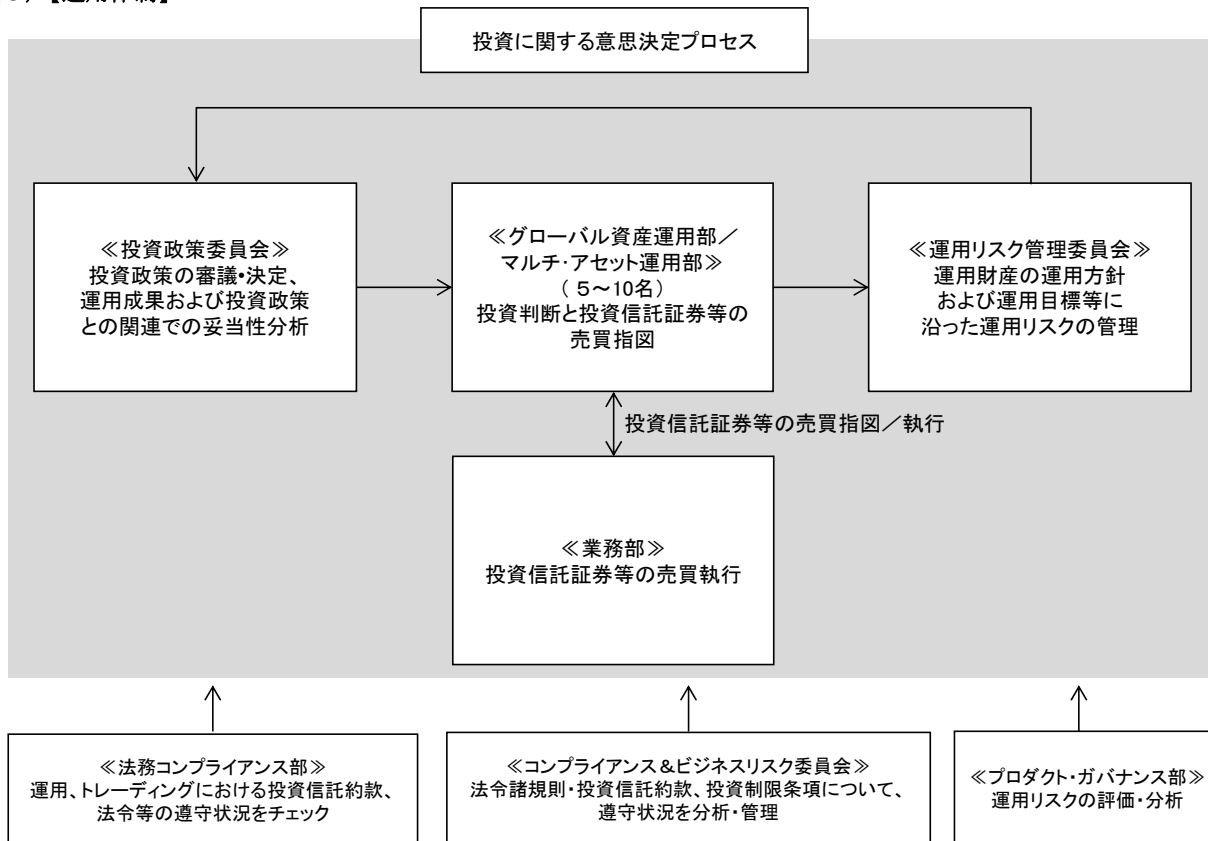 【運用体制】
投資に関する意思決定プロセス
≪投資政策委員会≫
投資政策の審議・決定、
運用成果および投資政策
との関連での妥当性分析
≪グローバル資産運用部／
マルチ・アセット運用部≫
（ 5～10名）
投資判断と投資信託証券等の
売買指図
≪運用リスク管理委員会≫
運用財産の運用方針
および運用目標等に
沿った運用リスクの管理
投資信託証券等の売買指図／執行
≪業務部≫
投資信託証券等の売買執行
≪法務コンプライアンス部≫
運用、トレーディングにおける投資信託約款、
法令等の遵守状況をチェック
≪コンプライアンス＆ビジネスリスク委員会≫
法令諸規則・投資信託約款、投資制限条項について、
遵守状況を分析・管理
≪プロダクト・ガバナンス部≫
運用リスクの評価・分析